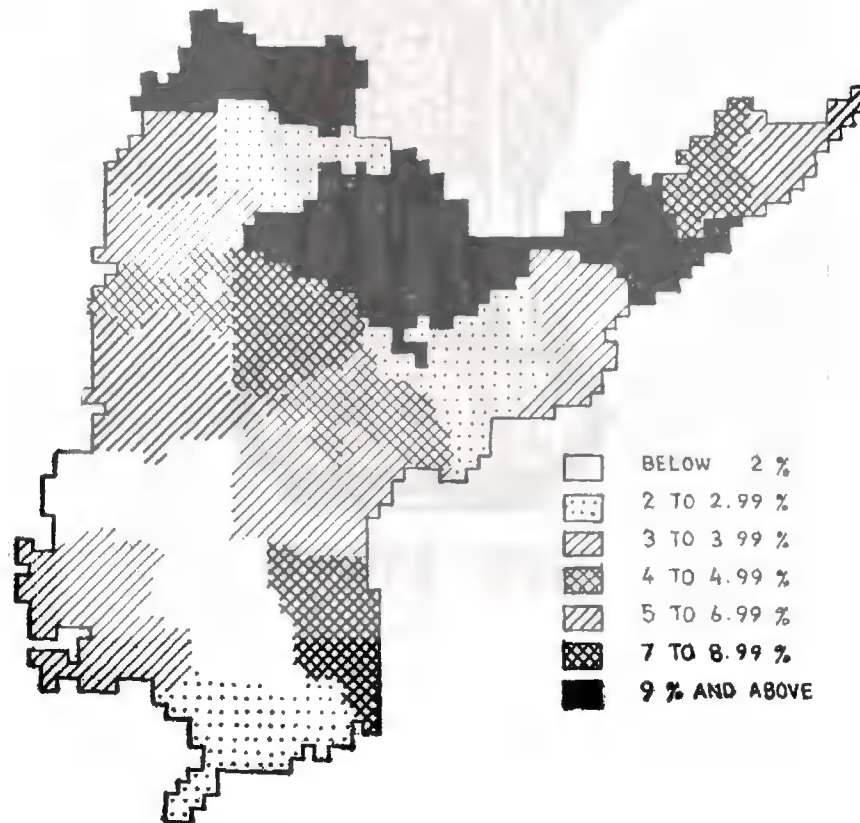 BELOW 2 %
2 TO 2.99 %
3 TO 3 99 %
4 TO 4.99 %
5 TO 6.99 %
7 TO 8.99 %
9 % AND ABOVE